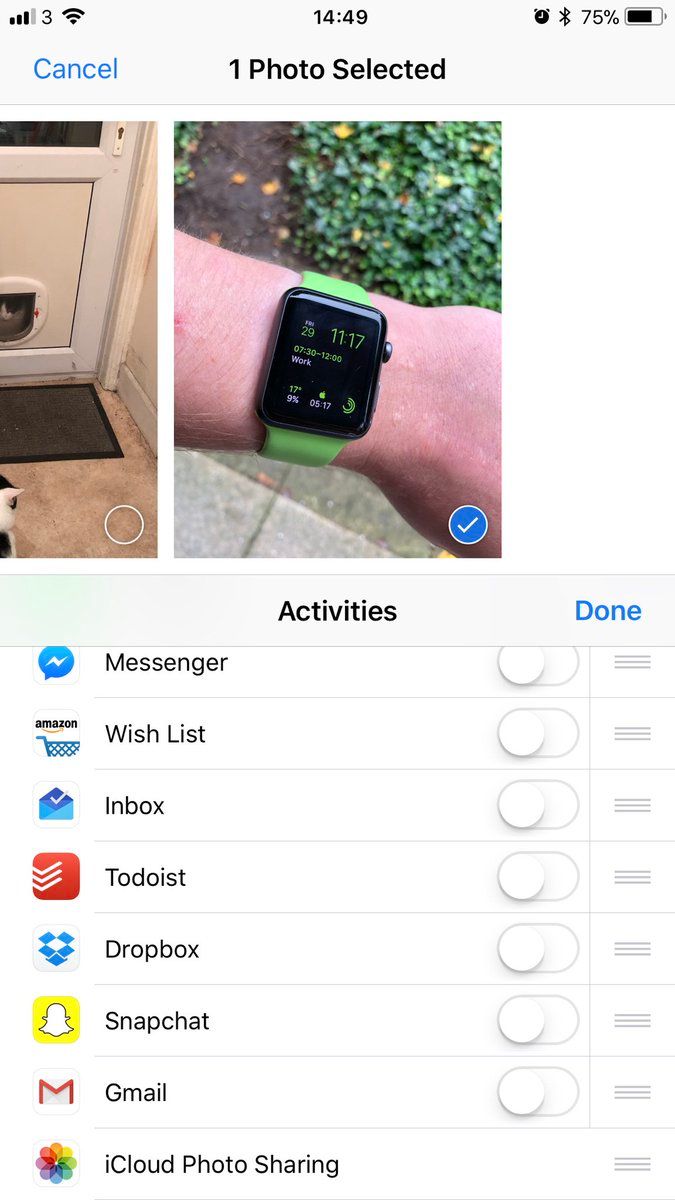 3 14:49 75%
Cancel 1 Photo Selected
FRI
29 11:17
07:30–12:00
Work
17°
9% 05:17
Activities Done
Messenger
amazon Wish List
Inbox
Todoist
Dropbox
Snapchat
Gmail
iCloud Photo Sharing